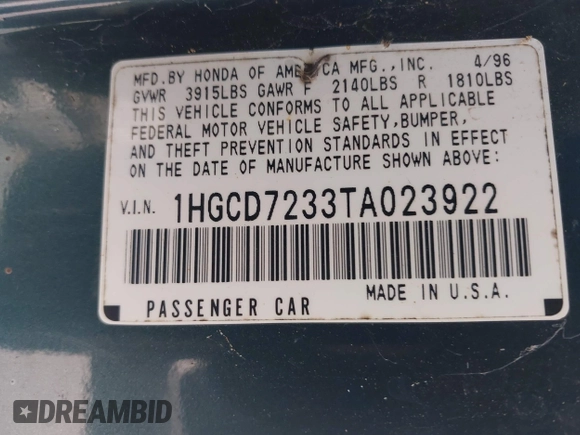 MFD.BY HONDA OF AMERICA MFG.,INC. 4/96
GVWR 3915LBS GAWR F 2140LBS R 1810LBS
THIS VEHICLE CONFORMS TO ALL APPLICABLE
FEDERAL MOTOR VEHICLE SAFETY,BUMPER,
AND THEFT PREVENTION STANDARDS IN EFFECT
ON THE DATE OF MANUFACTURE SHOWN ABOVE:
V.I.N. 1HGCD7233TA023922
PASSENGER CAR MADE IN U.S.A.
DREAMBID